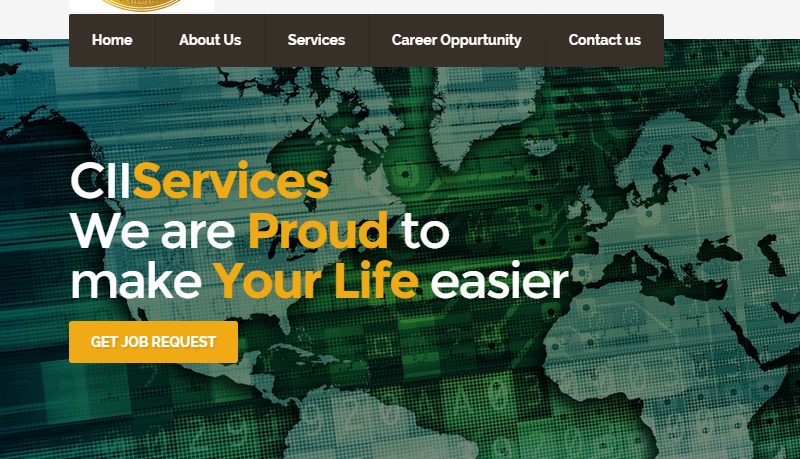 Home About Us Services Career Oppurtunity Contact us
CIIServices
We are Proud to
make Your Life easier
GET JOB REQUEST